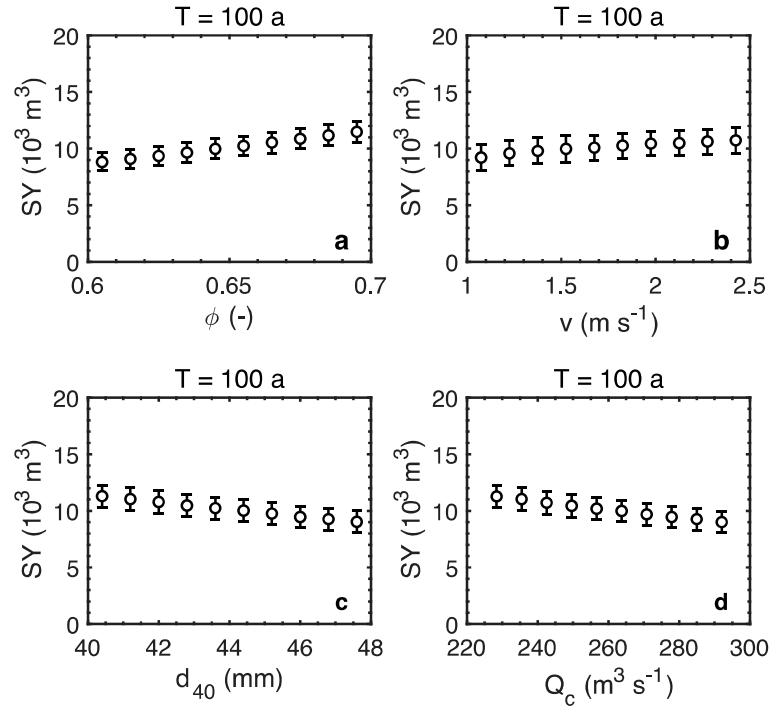 T = 100 a
SY (10³ m³)
20
15
10
5
0
0.6
0.65
0.7
a
ϕ (-)
T = 100 a
SY (10³ m³)
20
15
10
5
0
1
1.5
2
2.5
b
v (m s⁻¹)
T = 100 a
SY (10³ m³)
20
15
10
5
0
40
42
44
46
48
c
d₄₀ (mm)
T = 100 a
SY (10³ m³)
20
15
10
5
0
220
240
260
280
300
d
Q_c (m³ s⁻¹)